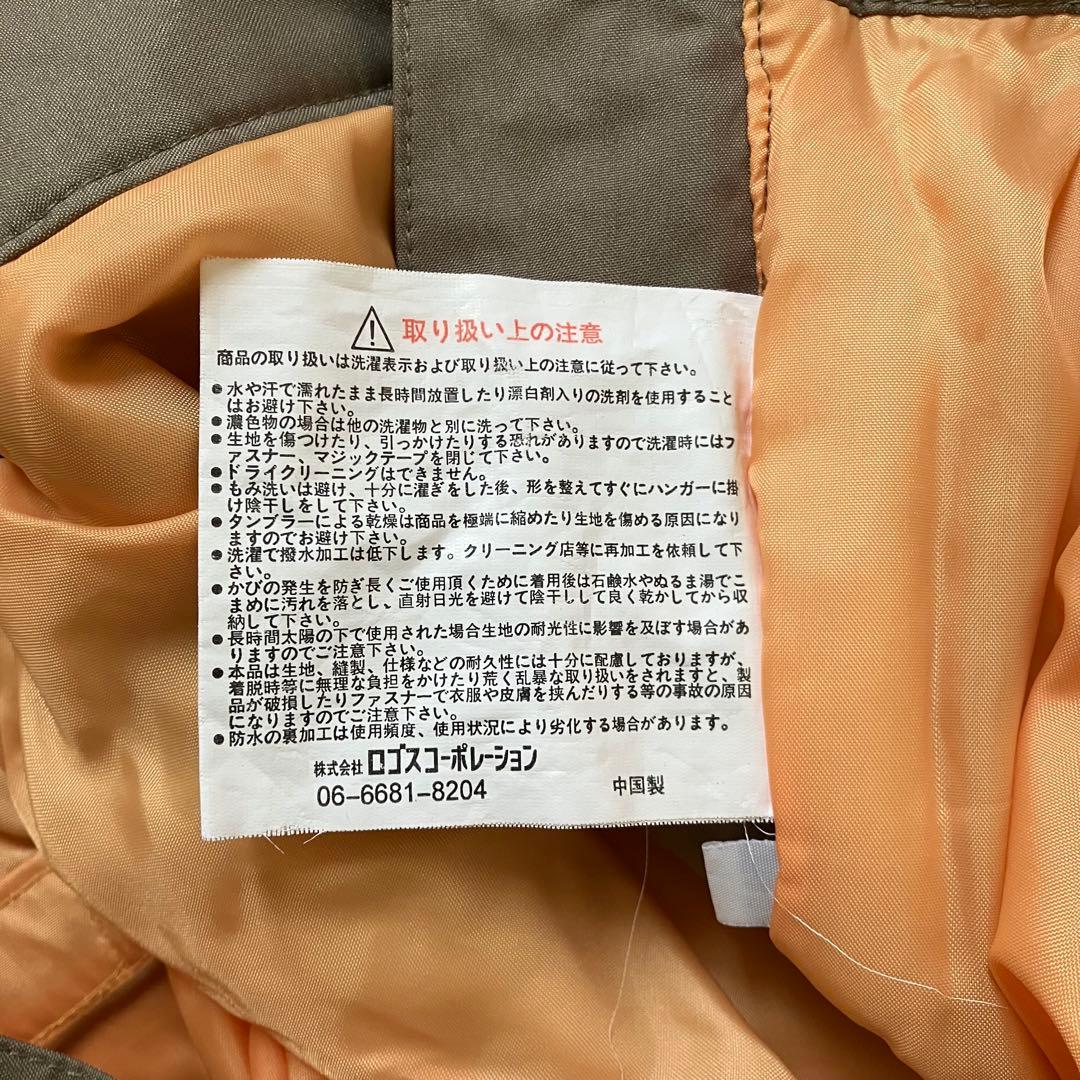 取り扱い上の注意
商品の取り扱いは洗濯表示および取り扱い上の注意に従って下さい。
●水や汗で濡れたまま長時間放置したり漂白剤入りの洗剤を使用すること
はお避け下さい。
●濃色物の場合は他の洗濯物と別に洗って下さい。
●生地を傷つけたり、引っかけたりする恐れがありますので洗濯時にはフ
ァスナー、マジックテープを閉じて下さい。
●ドライクリーニングはできません。
●もみ洗いは避け、十分に濯ぎをした後、形を整えてすぐにハンガーに掛
け陰干しをして下さい。
●タンブラーによる乾燥は商品を極端に縮めたり生地を傷める原因になり
ますのでお避け下さい。
●洗濯で撥水加工は低下します。クリーニング店等に再加工を依頼して下
さい。
●かびの発生を防ぎ長くご使用頂くために着用後は石鹸水やぬるま湯でこ
まめに汚れを落とし、直射日光を避けて陰干しして良く乾かしてから収
納して下さい。
●長時間太陽の下で使用された場合生地の耐光性に影響を及ぼす場合があ
りますのでご注意下さい。
●本品は生地、縫製、仕様などの耐久性には十分に配慮しておりますが、
着脱時等に無理な負担をかけたり荒く乱暴な取り扱いをされますと、製
品が破損したりファスナーで衣服や皮膚を挟んだりする等の事故の原因
になりますのでご注意下さい。
●防水の裏加工は使用頻度、使用状況により劣化する場合があります。
株式会社 ロゴスコーポレーション
06-6681-8204 中国製